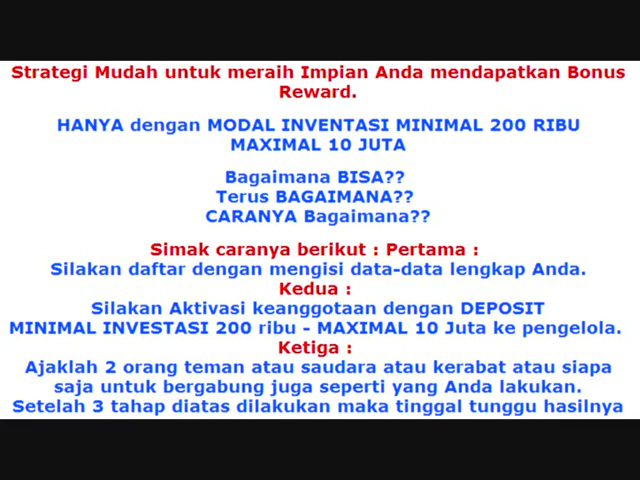 Strategi Mudah untuk meraih Impian Anda mendapatkan Bonus
Reward.
HANYA dengan MODAL INVENTASI MINIMAL 200 RIBU
MAXIMAL 10 JUTA
Bagaimana BISA??
Terus BAGAIMANA??
CARANYA Bagaimana??
Simak caranya berikut : Pertama :
Silakan daftar dengan mengisi data-data lengkap Anda.
Kedua :
Silakan Aktivasi keanggotaan dengan DEPOSIT
MINIMAL INVESTASI 200 ribu - MAXIMAL 10 Juta ke pengelola.
Ketiga :
Ajaklah 2 orang teman atau saudara atau kerabat atau siapa
saja untuk bergabung juga seperti yang Anda lakukan.
Setelah 3 tahap diatas dilakukan maka tinggal tunggu hasilnya